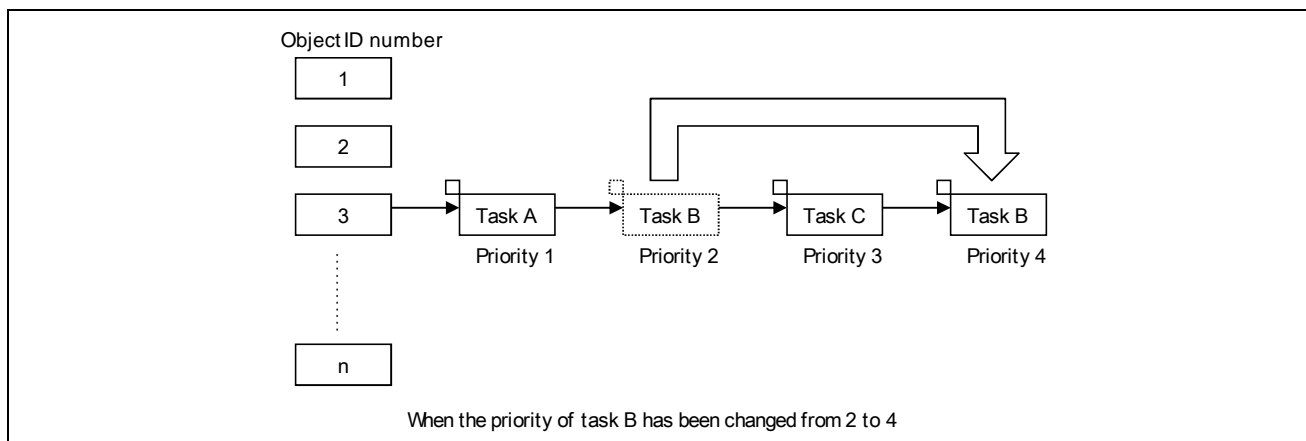 Object ID number
1
2
3
Task A
Task B
Task C
Task B
Priority 1
Priority 2
Priority 3
Priority 4
n
When the priority of task B has been changed from 2 to 4